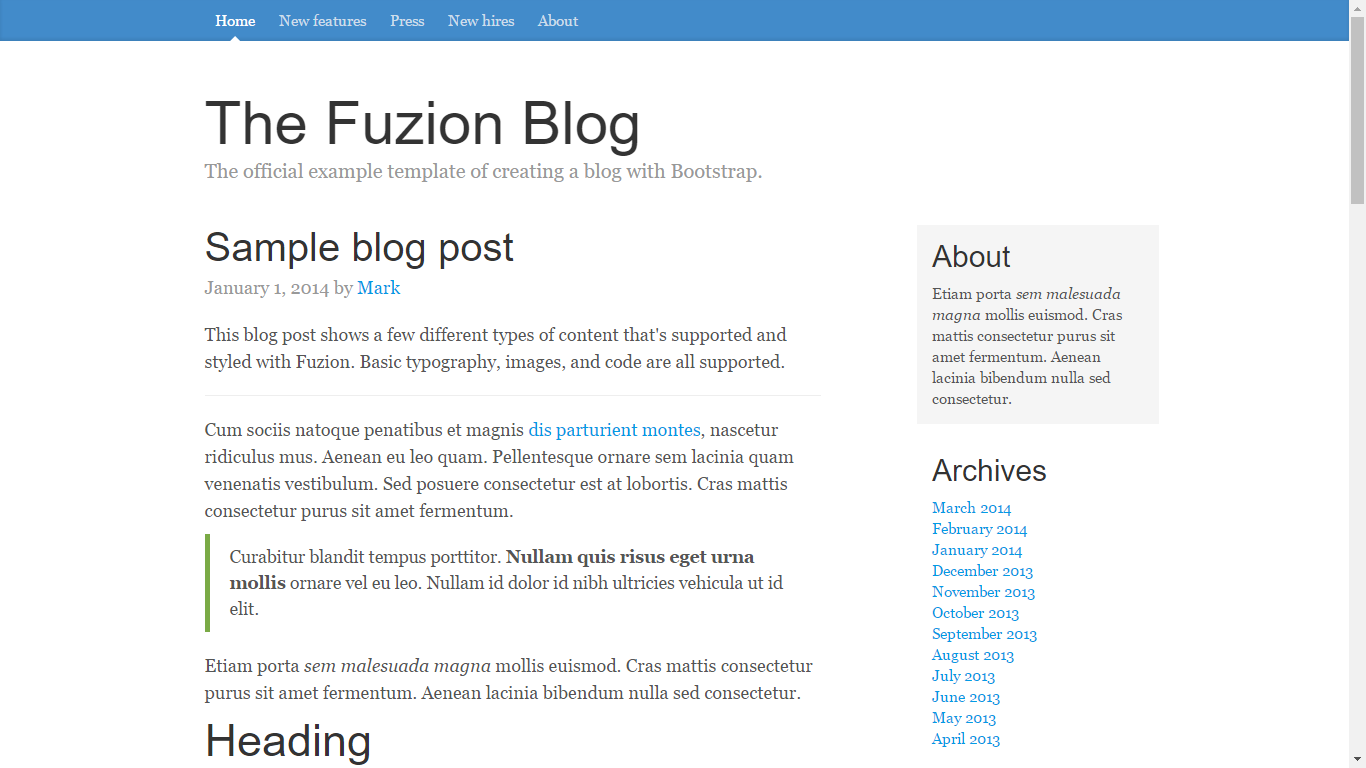 Home New features Press New hires About
The Fuzion Blog
The official example template of creating a blog with Bootstrap.
Sample blog post
January 1, 2014 by Mark
This blog post shows a few different types of content that's supported and
styled with Fuzion. Basic typography, images, and code are all supported.
Cum sociis natoque penatibus et magnis dis parturient montes, nascetur
ridiculus mus. Aenean eu leo quam. Pellentesque ornare sem lacinia quam
venenatis vestibulum. Sed posuere consectetur est at lobortis. Cras mattis
consectetur purus sit amet fermentum.
Curabitur blandit tempus porttitor. Nullam quis risus eget urna
mollis ornare vel eu leo. Nullam id dolor id nibh ultricies vehicula ut id
elit.
Etiam porta sem malesuada magna mollis euismod. Cras mattis consectetur
purus sit amet fermentum. Aenean lacinia bibendum nulla sed consectetur.
Heading
About
Etiam porta sem malesuada
magna mollis euismod. Cras
mattis consectetur purus sit
amet fermentum. Aenean
lacinia bibendum nulla sed
consectetur.
Archives
March 2014
February 2014
January 2014
December 2013
November 2013
October 2013
September 2013
August 2013
July 2013
June 2013
May 2013
April 2013